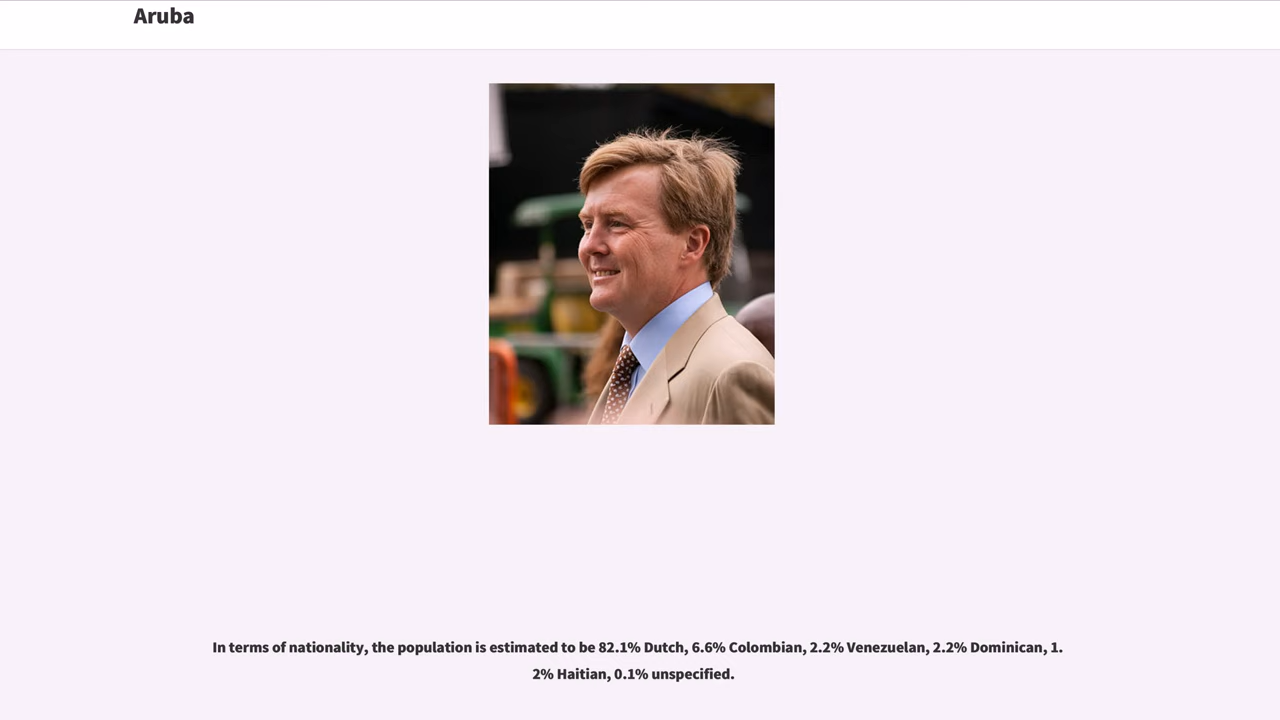 Aruba
In terms of nationality, the population is estimated to be 82.1% Dutch, 6.6% Colombian, 2.2% Venezuelan, 2.2% Dominican, 1.
2% Haitian, 0.1% unspecified.